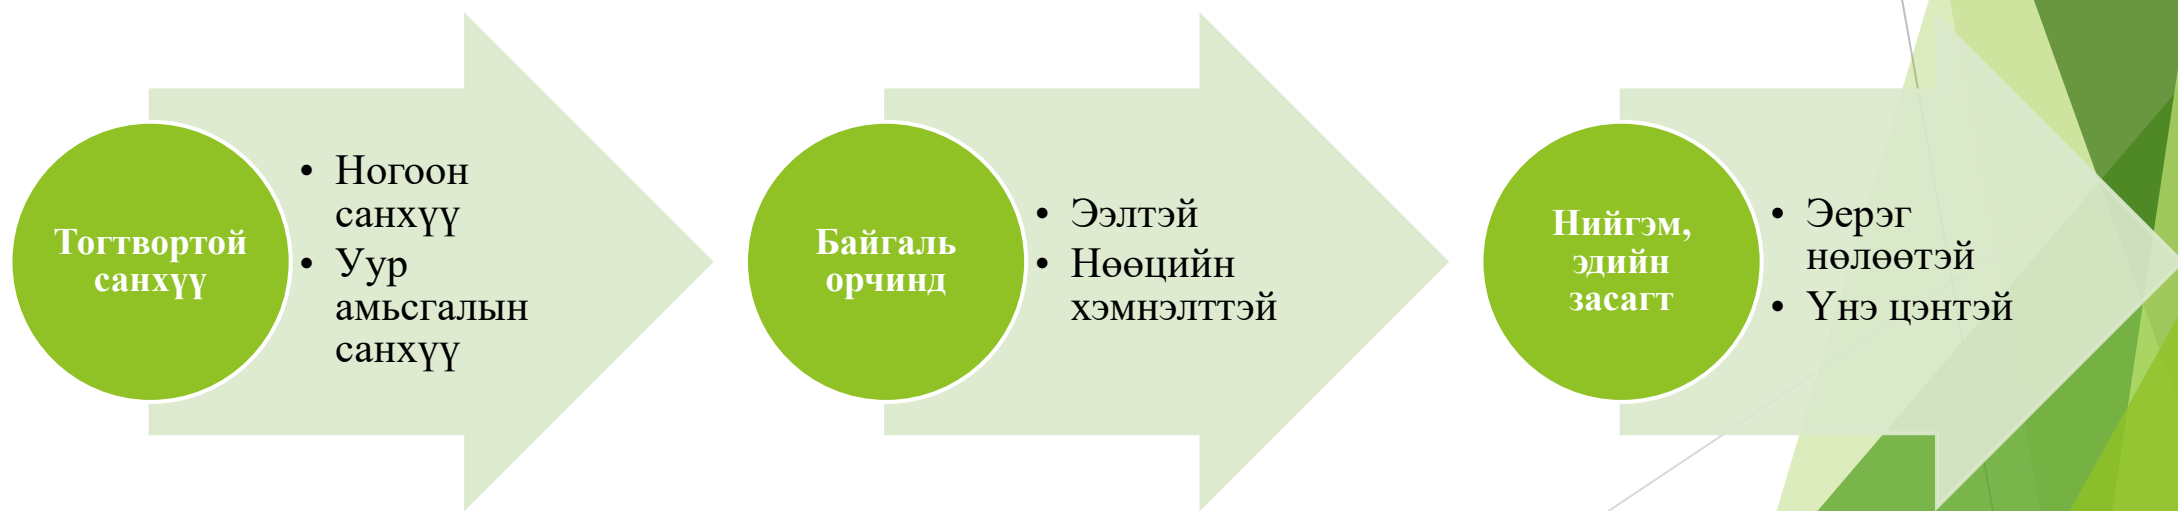 Тогтвортой
санхүү
• Ногоон
санхүү
• Уур
амьсгалын
санхүү
Байгаль
орчинд
• Ээлтэй
• Нөөцийн
хэмнэлттэй
Нийгэм,
эдийн
засагт
• Эерэг
нөлөөтэй
• Үнэ цэнтэй